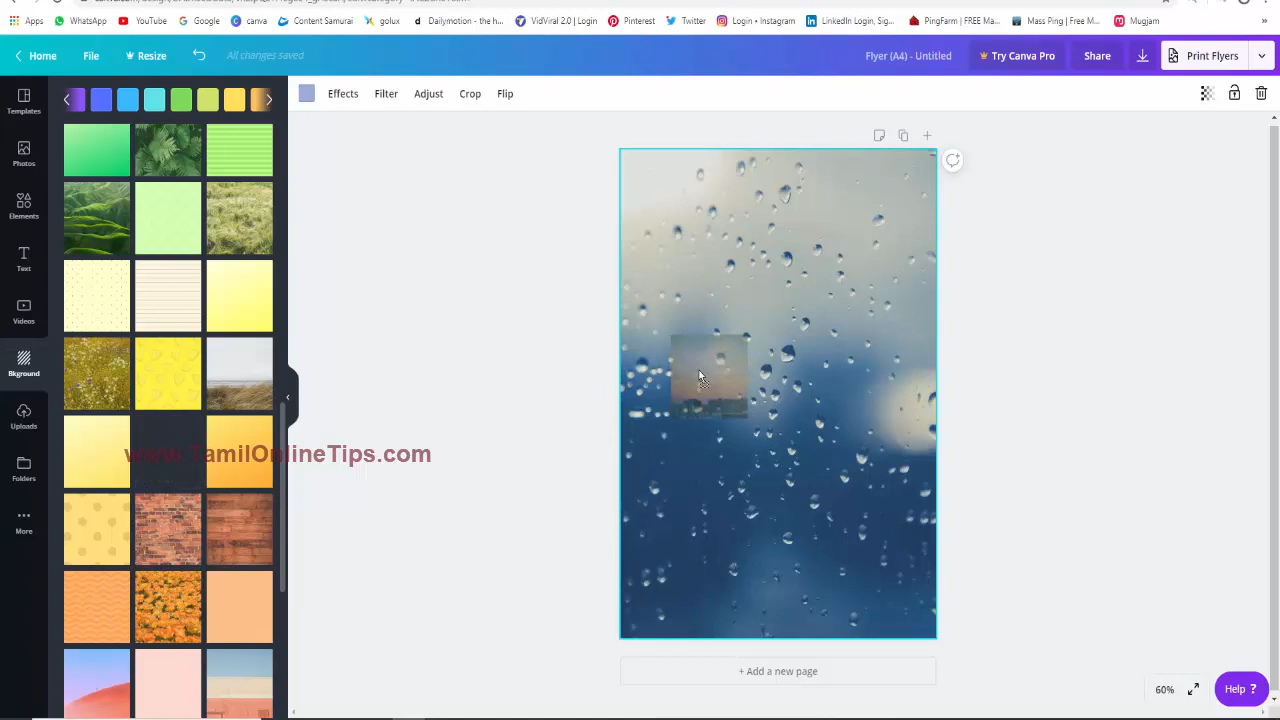 WhatsApp
YouTube
Google
canva
Content Samurai
golux
Dailymotion - the h...
VidViral 2.0 | Login
Pinterest
Twitter
Login • Instagram
LinkedIn Login, Sig...
PingFarm | FREE Ma...
Mass Ping | Free M...
Mugjam
»
Home File Resize All changes saved
Flyer (A4) - Untitled Try Canva Pro Share Print Flyers
Effects Filter Adjust Crop Flip
Templates
Photos
Elements
Text
Videos
Bkground
Uploads
Folders
More
www.TamilOnlineTips.com
+ Add a new page
60%
Help ?